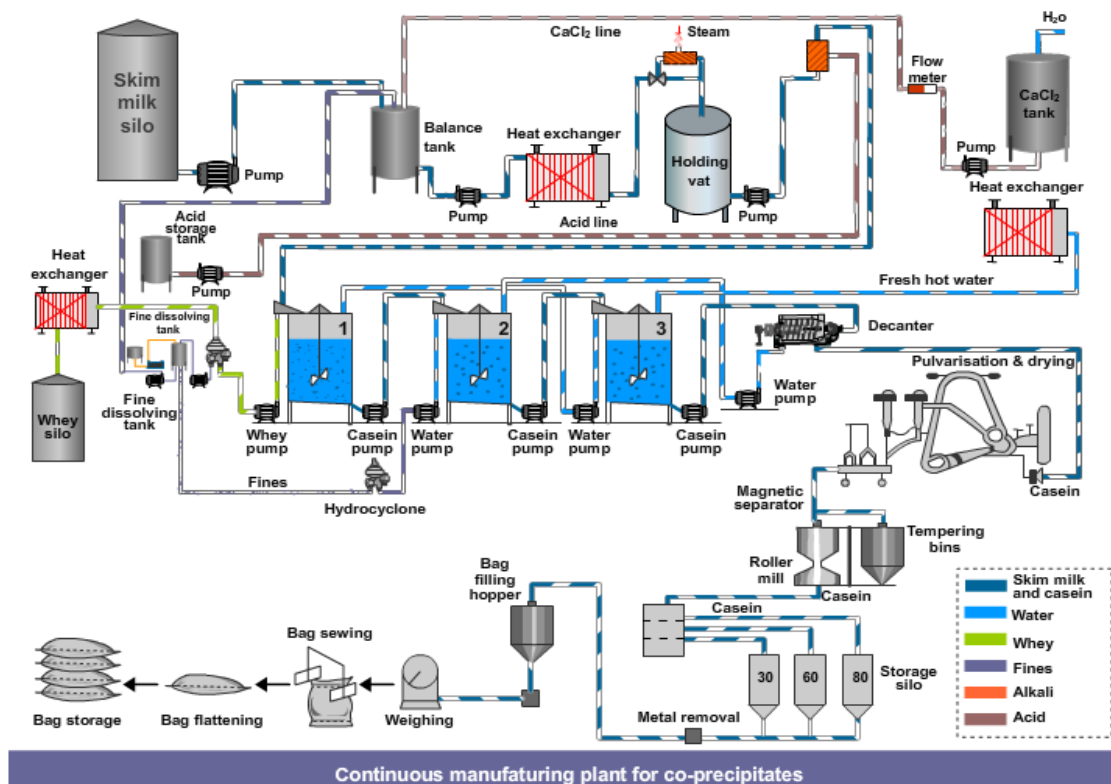 CaCl₂ line
Steam
H₂o
Skim
milk
silo
Flow
meter
CaCl₂
tank
Balance
tank
Heat exchanger
Holding
vat
Pump
Pump
Pump
Pump
Heat exchanger
Acid line
Acid
storage
tank
Pump
Heat
exchanger
Fresh hot water
Fine dissolving
tank
1
2
3
Decanter
Pulvarisation & drying
Whey silo
Fine
dissolving
tank
Water
pump
Whey
pump
Casein
pump
Water
pump
Casein
pump
Water
pump
Casein
pump
Casein
Fines
Hydrocyclone
Magnetic
separator
Tempering
bins
Roller
mill
Casein
Bag
filling
hopper
Casein
Bag sewing
30
60
80
Storage
silo
Metal removal
Weighing
Bag flattening
Bag storage
Skim milk
and casein
Water
Whey
Fines
Alkali
Acid
Continuous manufaturing plant for co-precipitates